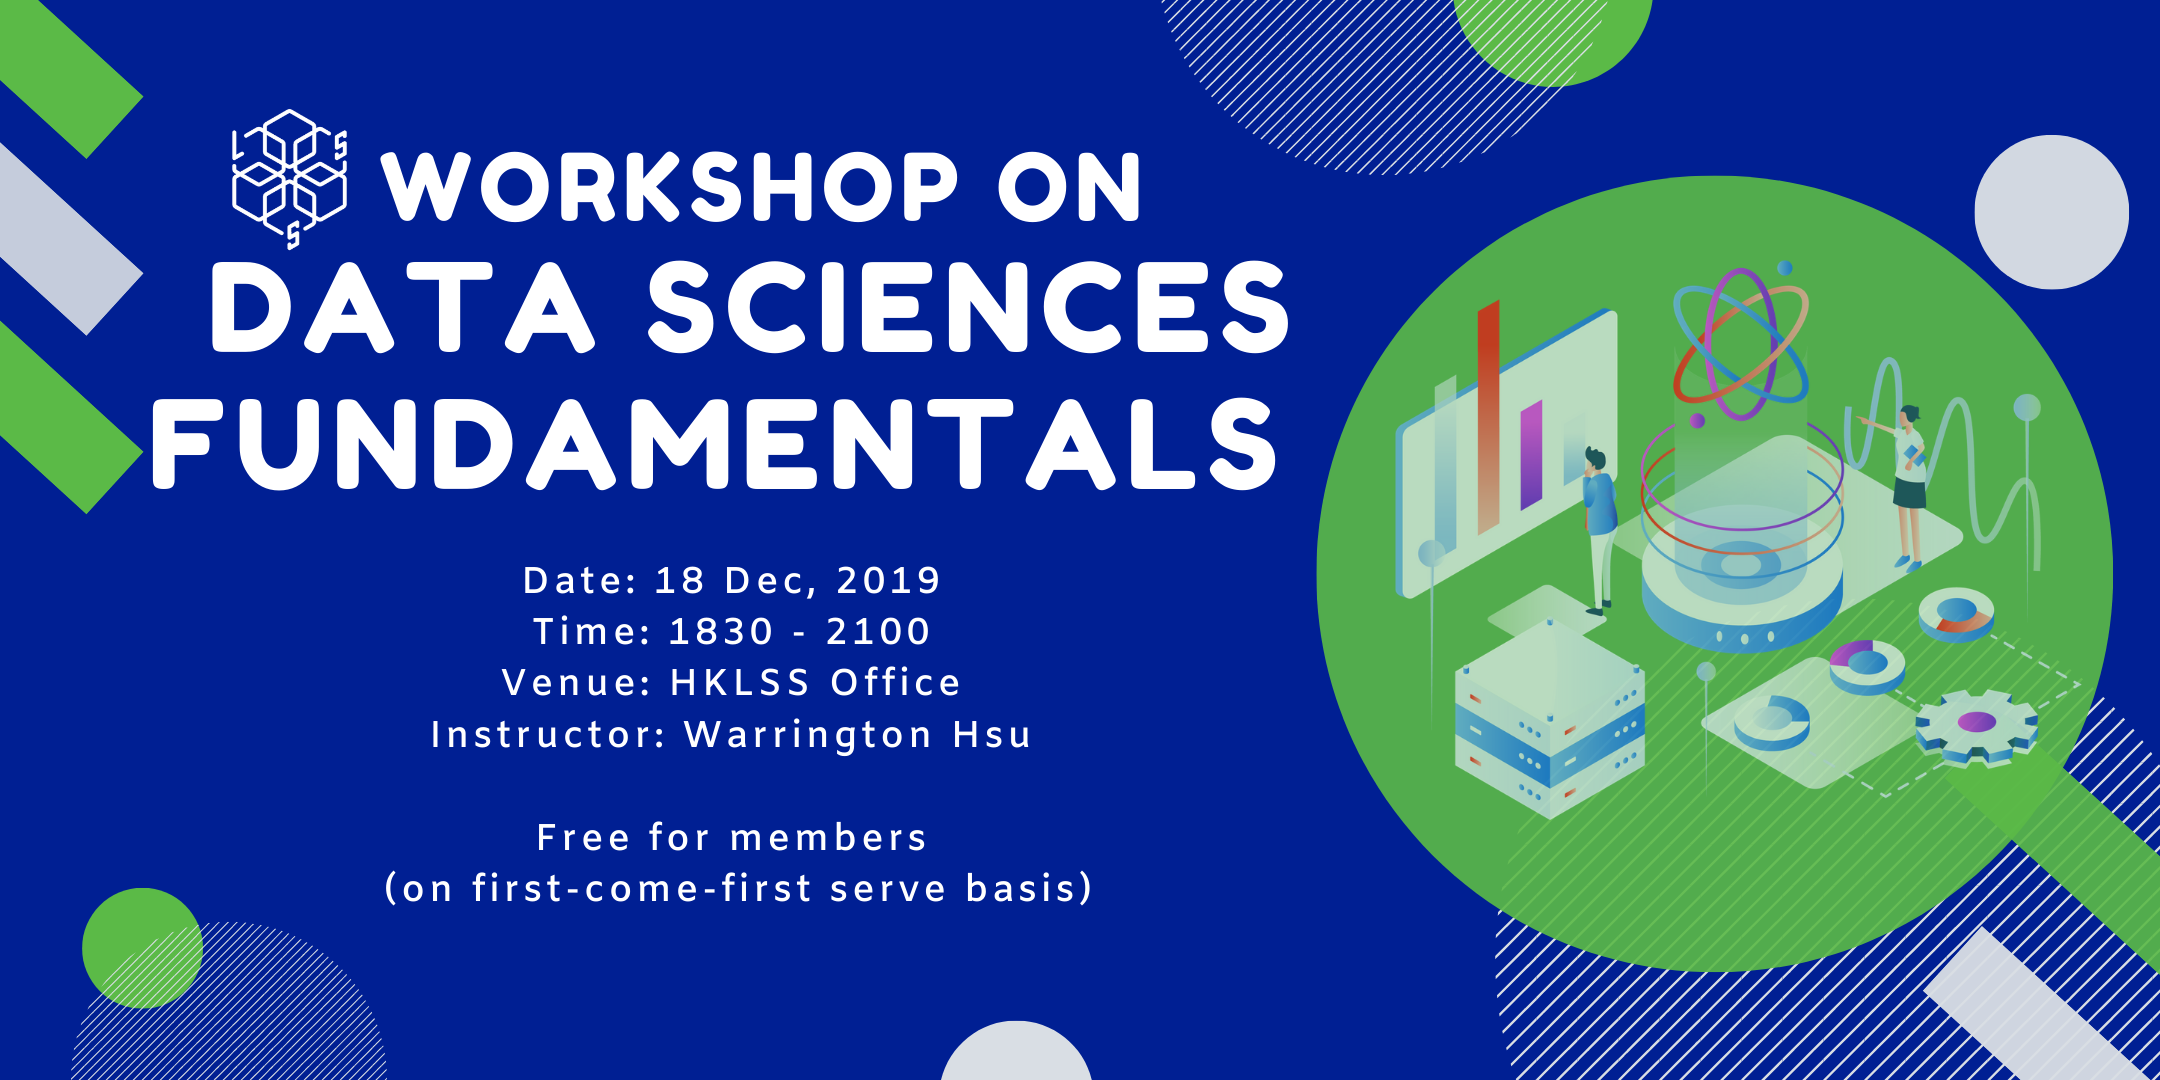 L S
S
WORKSHOP ON
DATA SCIENCES
FUNDAMENTALS
Date: 18 Dec, 2019
Time: 1830 - 2100
Venue: HKLSS Office
Instructor: Warrington Hsu
Free for members
(on first-come-first serve basis)